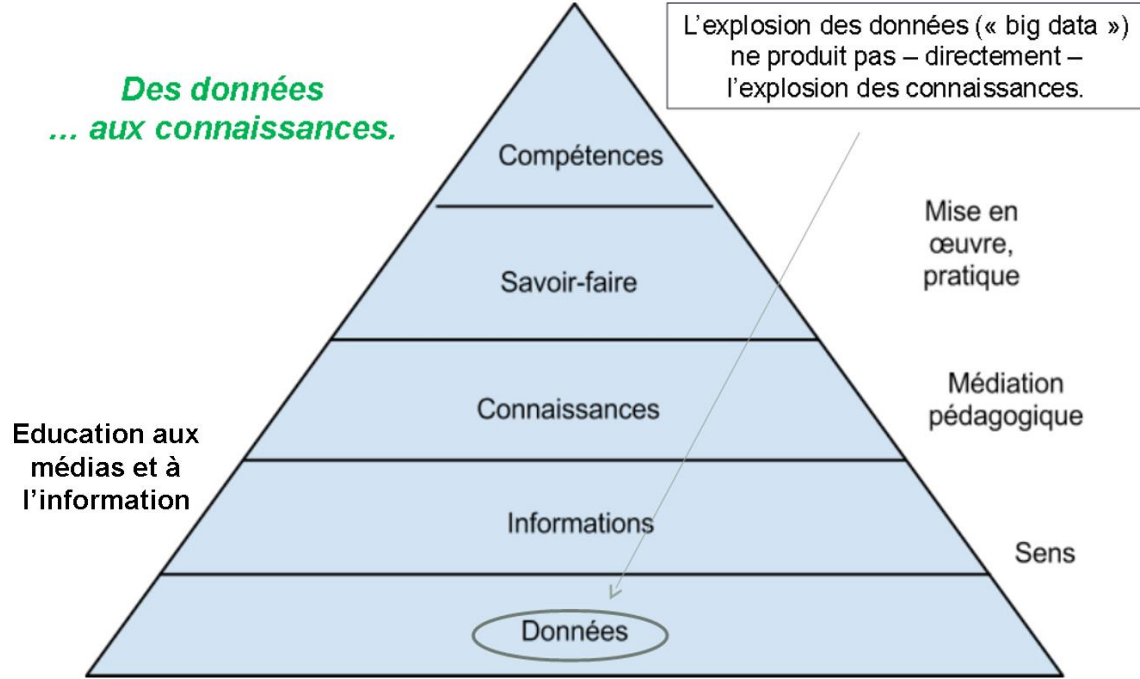 Des données
... aux connaissances.
L'explosion des données (« big data »)
ne produit pas – directement –
l'explosion des connaissances.
Compétences
Mise en
œuvre,
pratique
Savoir-faire
Médiation
pédagogique
Connaissances
Education aux
médias et à
l'information
Informations
Sens
Données